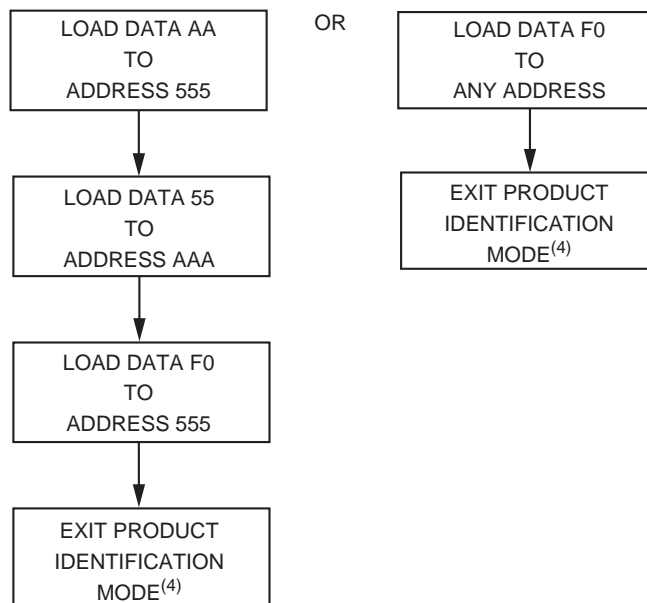 LOAD DATA AA
TO
ADDRESS 555
LOAD DATA 55
TO
ADDRESS AAA
LOAD DATA F0
TO
ADDRESS 555
EXIT PRODUCT
IDENTIFICATION
MODE(4)
OR
LOAD DATA F0
TO
ANY ADDRESS
EXIT PRODUCT
IDENTIFICATION
MODE(4)